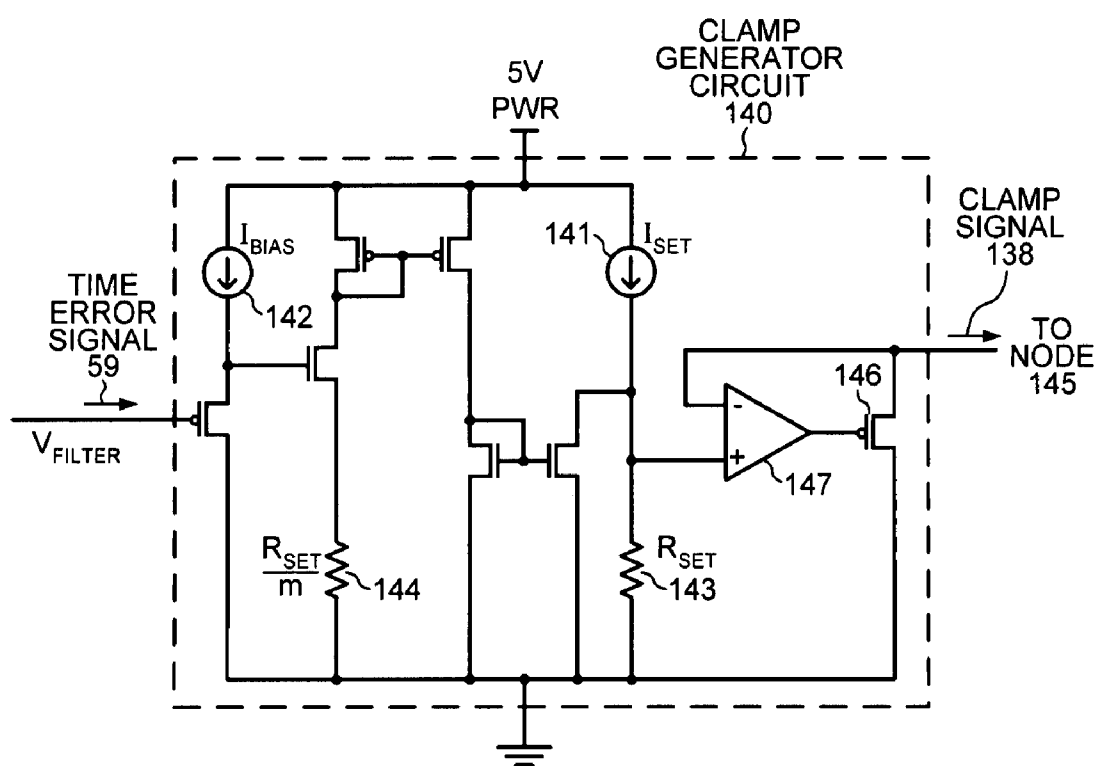 CLAMP
GENERATOR
CIRCUIT
140
5V
PWR
CLAMP
SIGNAL
138
I_BIAS
141
I_SET
TIME
ERROR
SIGNAL
59
142
TO
NODE
145
146
V_FILTER
-
+
147
R_SET
m
144
R_SET
143